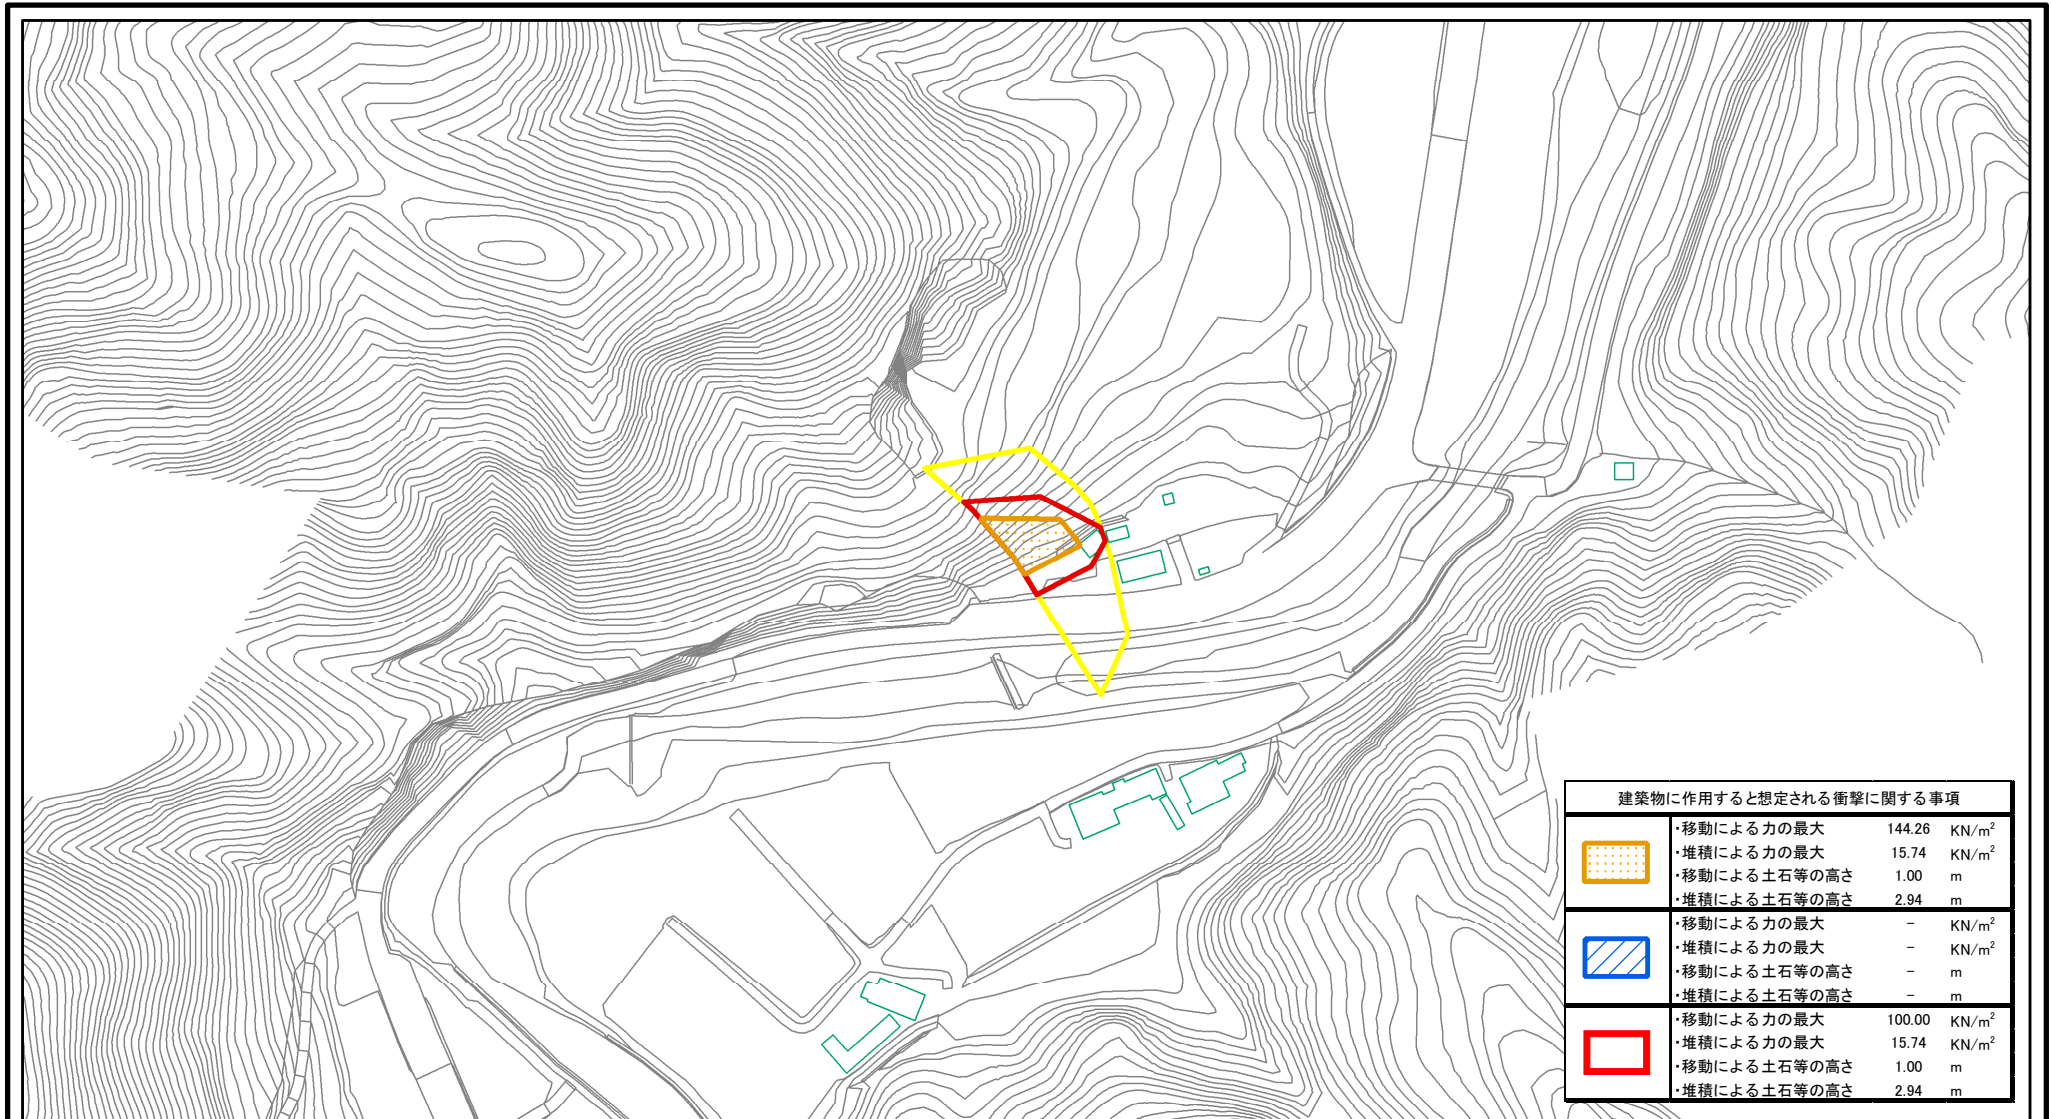 建築物に作用すると想定される衝撃に関する事項
・移動による力の最大 144.26 KN/m²
・堆積による力の最大 15.74 KN/m²
・移動による土石等の高さ 1.00 m
・堆積による土石等の高さ 2.94 m
・移動による力の最大 － KN/m²
・堆積による力の最大 － KN/m²
・移動による土石等の高さ － m
・堆積による土石等の高さ － m
・移動による力の最大 100.00 KN/m²
・堆積による力の最大 15.74 KN/m²
・移動による土石等の高さ 1.00 m
・堆積による土石等の高さ 2.94 m